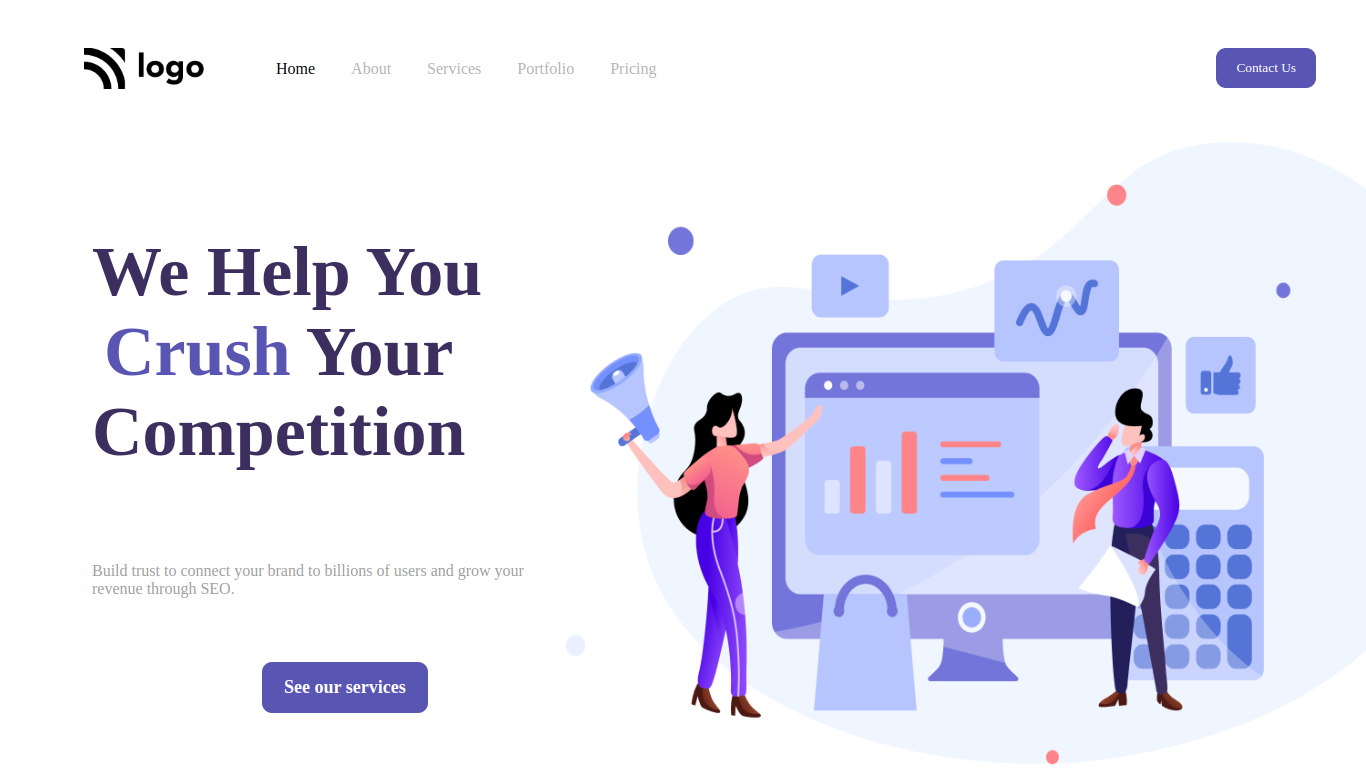 logo
Home About Services Portfolio Pricing
Contact Us
We Help You
Crush Your
Competition
Build trust to connect your brand to billions of users and grow your
revenue through SEO.
See our services